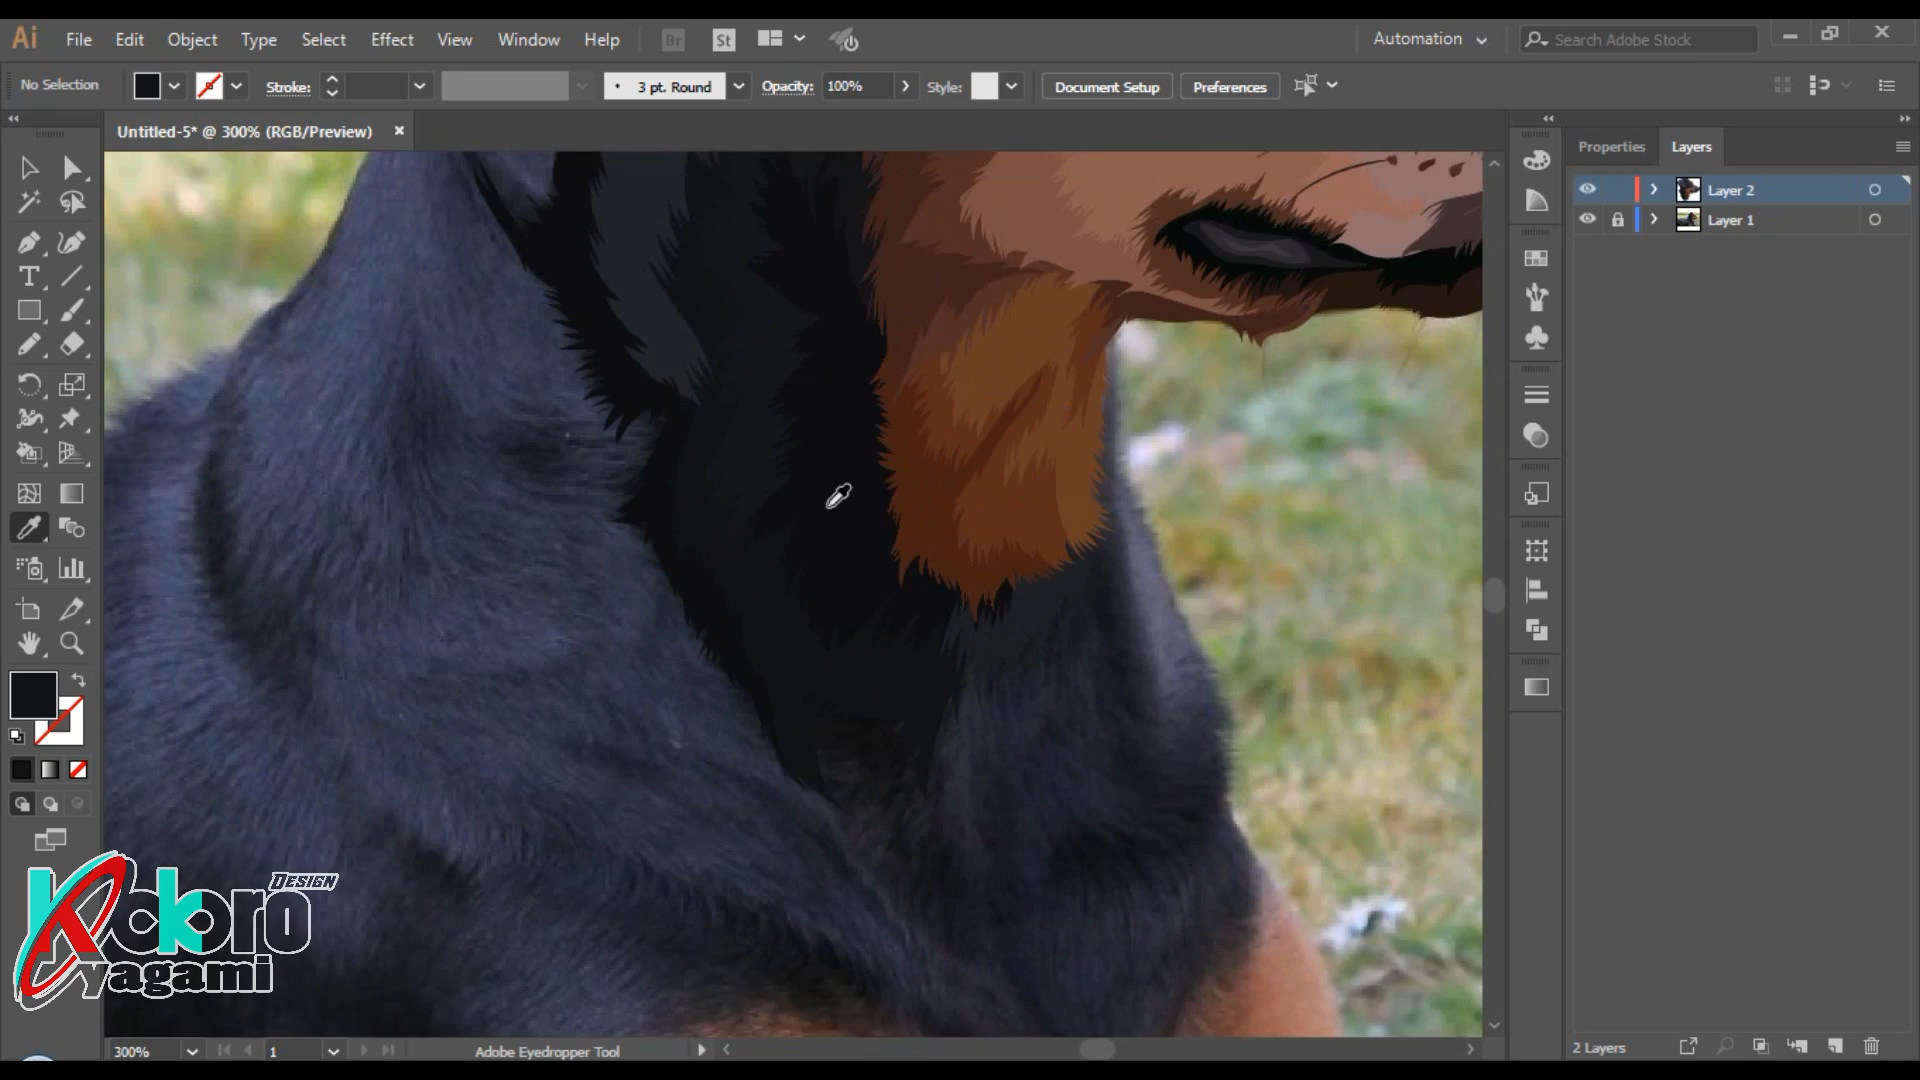 Ai File Edit Object Type Select Effect View Window Help Br St Automation Search Adobe Stock
No Selection Stroke: 3 pt. Round Opacity: 100% Style: Document Setup Preferences
Untitled-5* @ 300% (RGB/Preview)
Properties Layers
Layer 2
Layer 1
T
DESIGN
Kokoro
yagami
300% 1 Adobe Eyedropper Tool 2 Layers